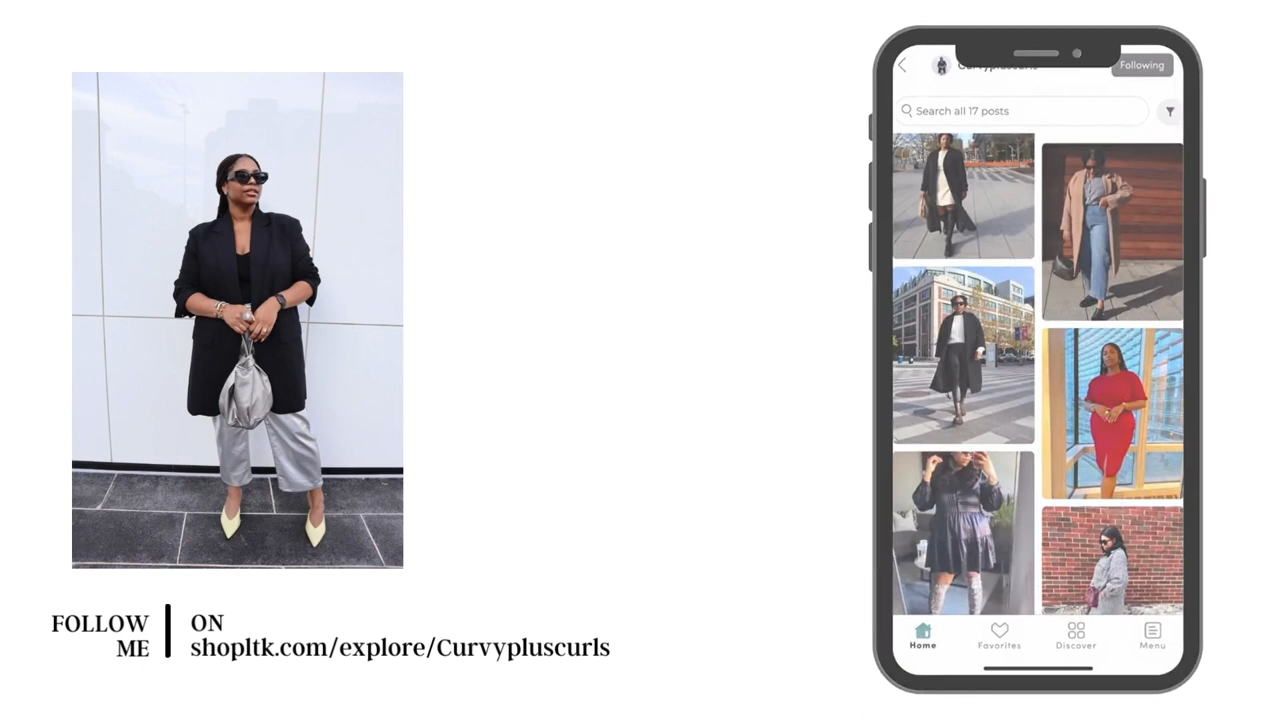 FOLLOW
ME
ON
shopltk.com/explore/Curvypluscurls
Following
Search all 17 posts
Home
Favorites
Discover
Menu